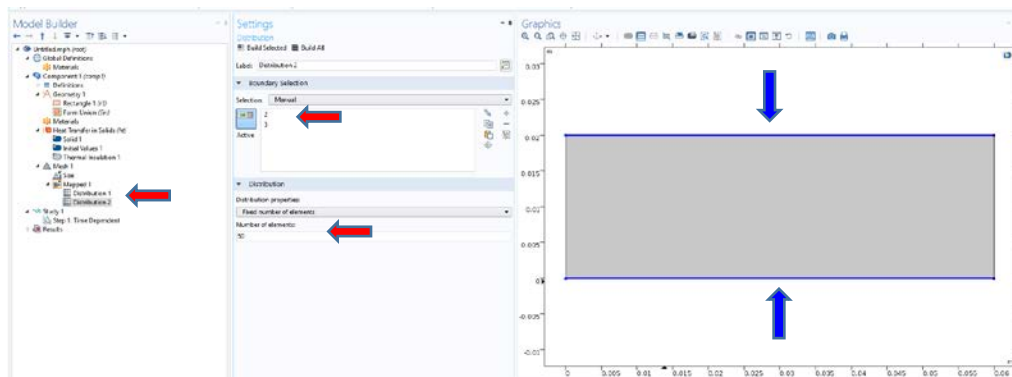 Model Builder
Untitled.mph (root)
Global Definitions
Materials
Component 1 (comp1)
Definitions
Geometry 1
Rectangle 1 (r1)
Form Union (fin)
Materials
Heat Transfer in Solids (ht)
Solid 1
Initial Values 1
Thermal Insulation 1
Mesh 1
Size
Mapped 1
Distribution 1
Distribution 2
Study 1
Step 1: Time Dependent
Results
Settings
Distribution
Build Selected Build All
Label: Distribution 2
Boundary Selection
Selection: Manual
2
3
Active
Distribution
Distribution properties:
Fixed number of elements
Number of elements:
50
Graphics
m
0.03
0.025
0.02
0.01
0.005
0
-0.005
-0.01
0 0.005 0.01 0.015 0.02 0.025 0.03 0.035 0.04 0.045 0.05 0.055 0.06